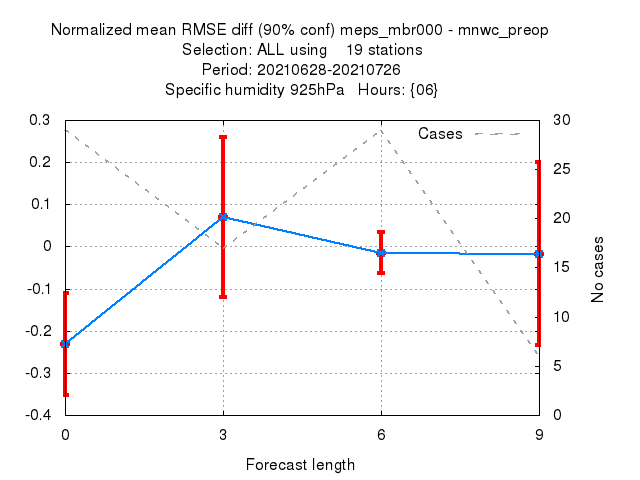 Normalized mean RMSE diff (90% conf) meps_mbr000 - mnwc_preop
Selection: ALL using    19 stations
Period: 20210628-20210726
Specific humidity 925hPa   Hours: {06}
Cases
0.3
0.2
0.1
0
-0.1
-0.2
-0.3
-0.4
30
25
20
15
10
5
0
No cases
0 3 6 9
Forecast length